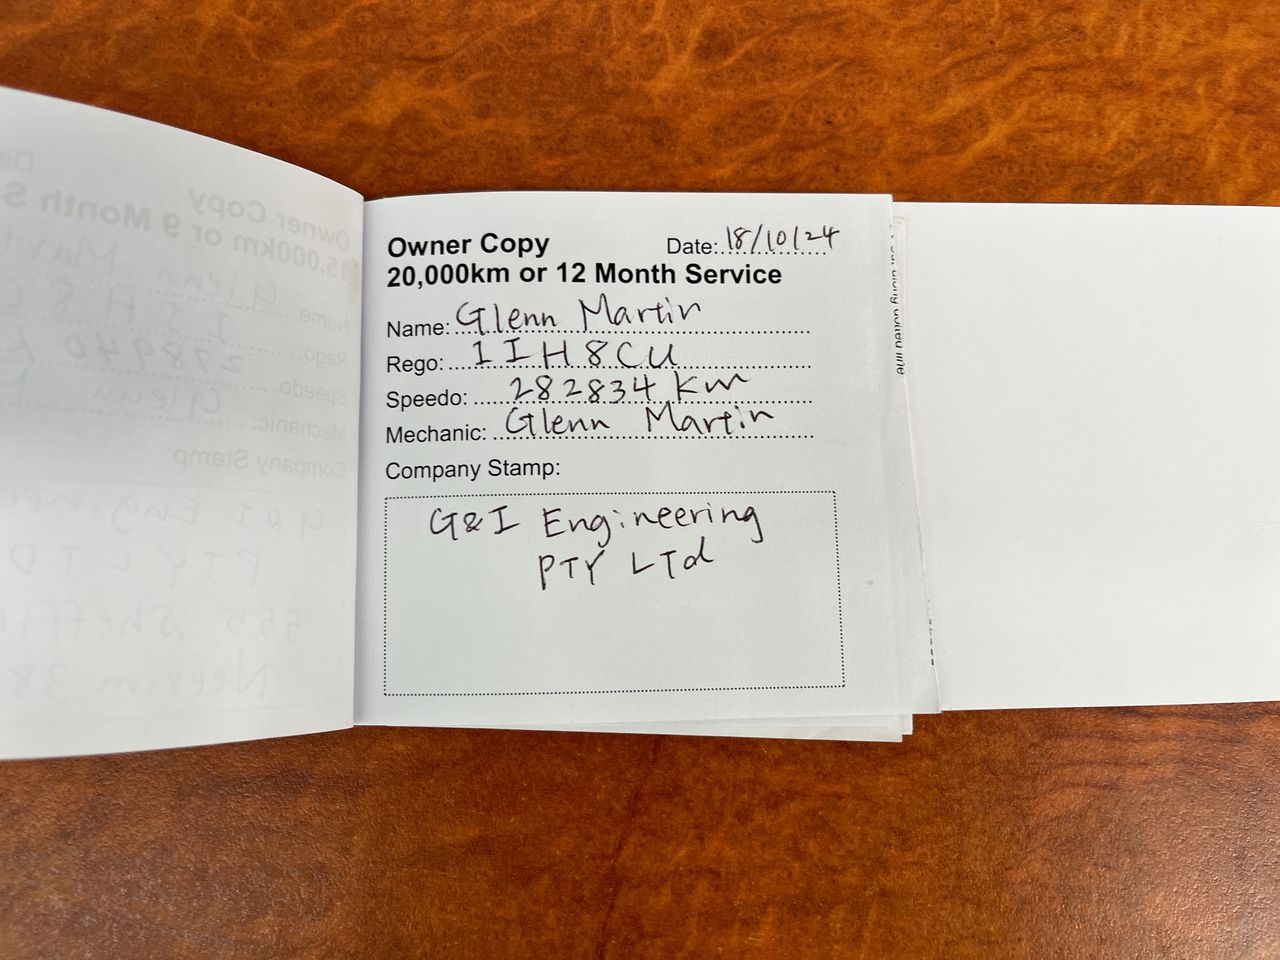 Owner Copy
Date: 18/10/24
20,000km or 12 Month Service
Name: Glenn Martin
Rego: 1IH8CU
Speedo: 282834 km
Mechanic: Glenn Martin
Company Stamp:
G&I Engineering
PTY LTd